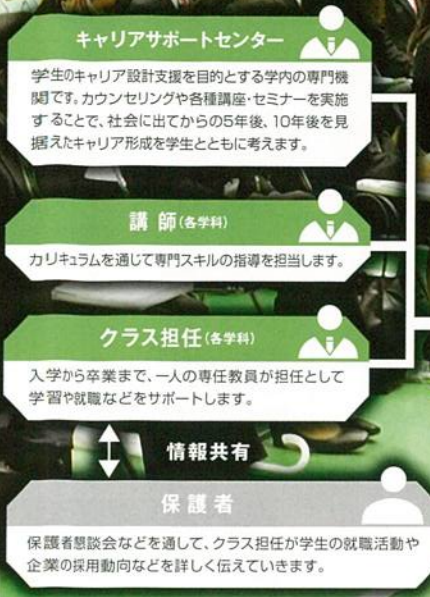 キャリアサポートセンター
学生のキャリア設計支援を目的とする学内の専門機
関です。カウンセリングや各種講座・セミナーを実施
することで、社会に出てからの5年後、10年後を見
据えたキャリア形成を学生とともに考えます。
講 師(各学科)
カリキュラムを通じて専門スキルの指導を担当します。
クラス担任(各学科)
入学から卒業まで、一人の専任教員が担任として
学習や就職などをサポートします。
情報共有
保 護 者
保護者懇談会などを通して、クラス担任が学生の就職活動や
企業の採用動向などを詳しく伝えていきます。